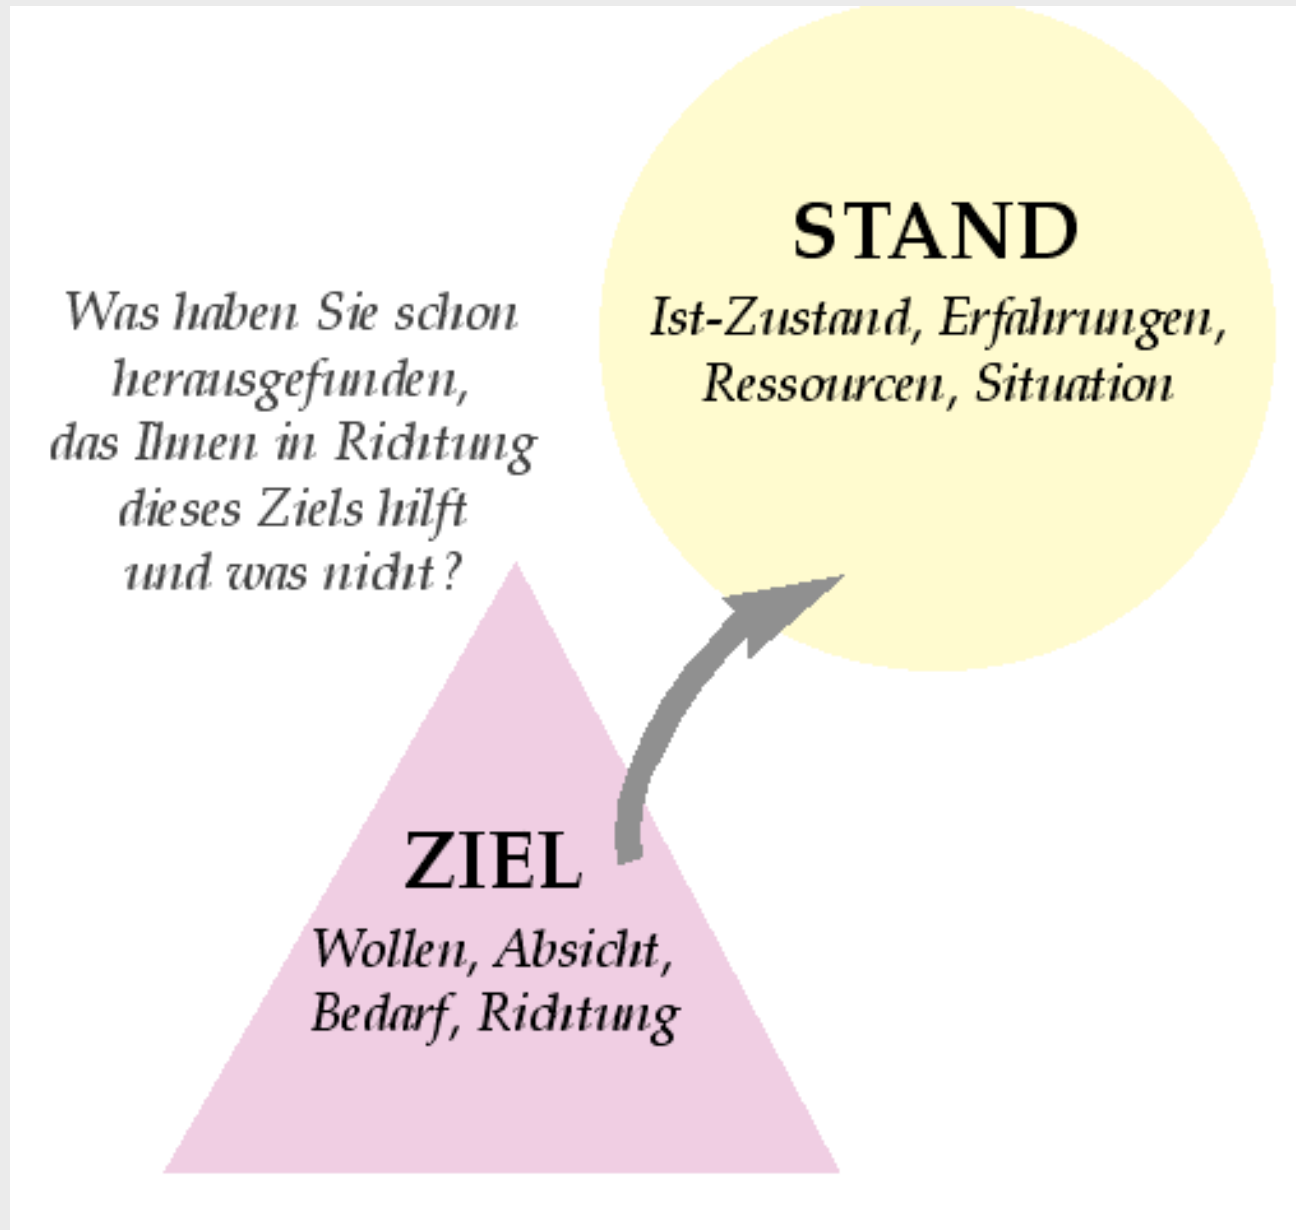 STAND
Ist-Zustand, Erfahrungen,
Ressourcen, Situation
Was haben Sie schon
herausgefunden,
das Ihnen in Richtung
dieses Ziels hilft
und was nicht?
ZIEL
Wollen, Absicht,
Bedarf, Richtung